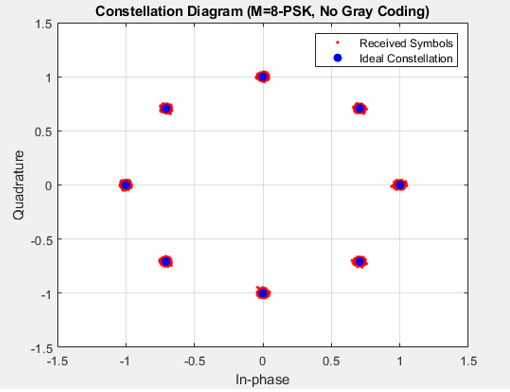 Constellation Diagram (M=8-PSK, No Gray Coding)
Received Symbols
Ideal Constellation
1.5
1
0.5
0
-0.5
-1
-1.5
Quadrature
-1.5 -1 -0.5 0 0.5 1 1.5
In-phase